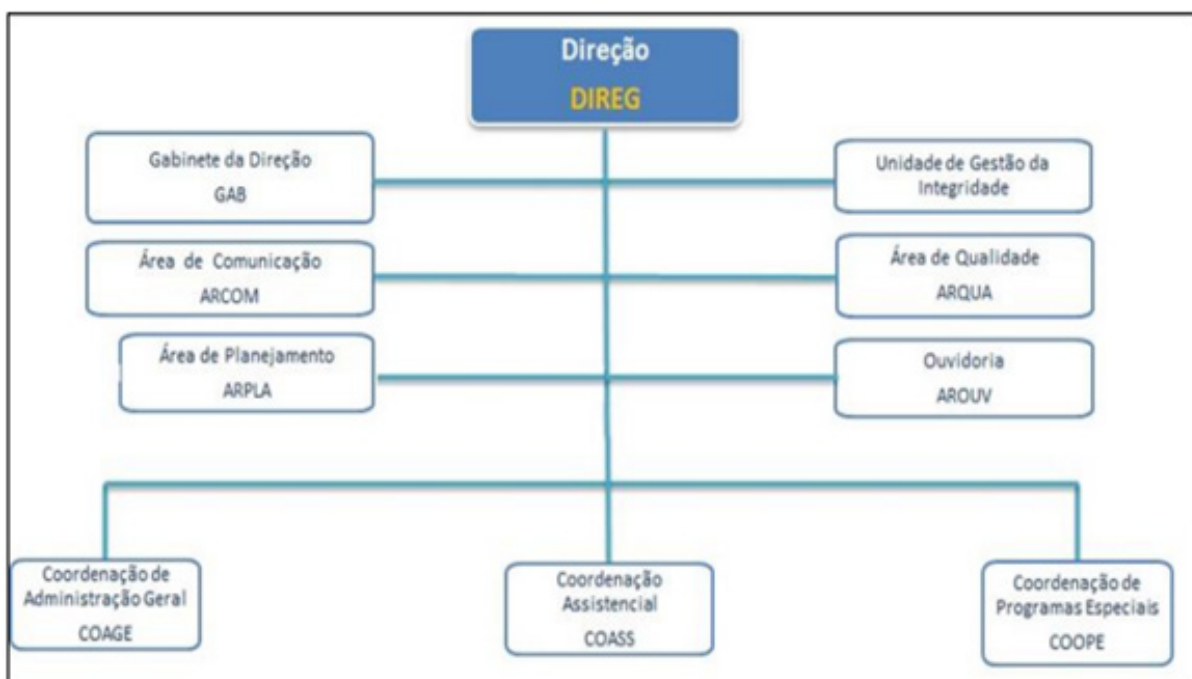 Direção
DIREG
Gabinete da Direção
GAB
Unidade de Gestão da
Integridade
Área de Comunicação
ARCOM
Área de Qualidade
ARQUA
Área de Planejamento
ARPLA
Ouvidoria
AROUV
Coordenação de
Administração Geral
COAGE
Coordenação
Assistencial
COASS
Coordenação de
Programas Especiais
COOPE